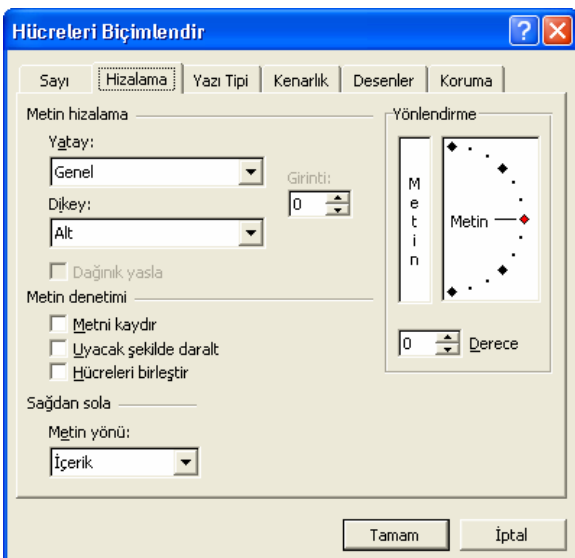 Hücreleri Biçimlendir
Sayı Hizalama Yazı Tipi Kenarlık Desenler Koruma
Metin hizalama
Yatay:
Genel
Girinti:
0
Dikey:
Alt
Dağınık yasla
Metin denetimi
Metni kaydır
Uyacak şekilde daralt
Hücreleri birleştir
Sağdan sola
Metin yönü:
İçerik
Yönlendirme
Metin
Metin
0 Derece
Tamam İptal